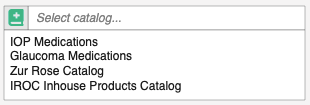 Select catalog...
IOP Medications
Glaucoma Medications
Zur Rose Catalog
IROC Inhouse Products Catalog